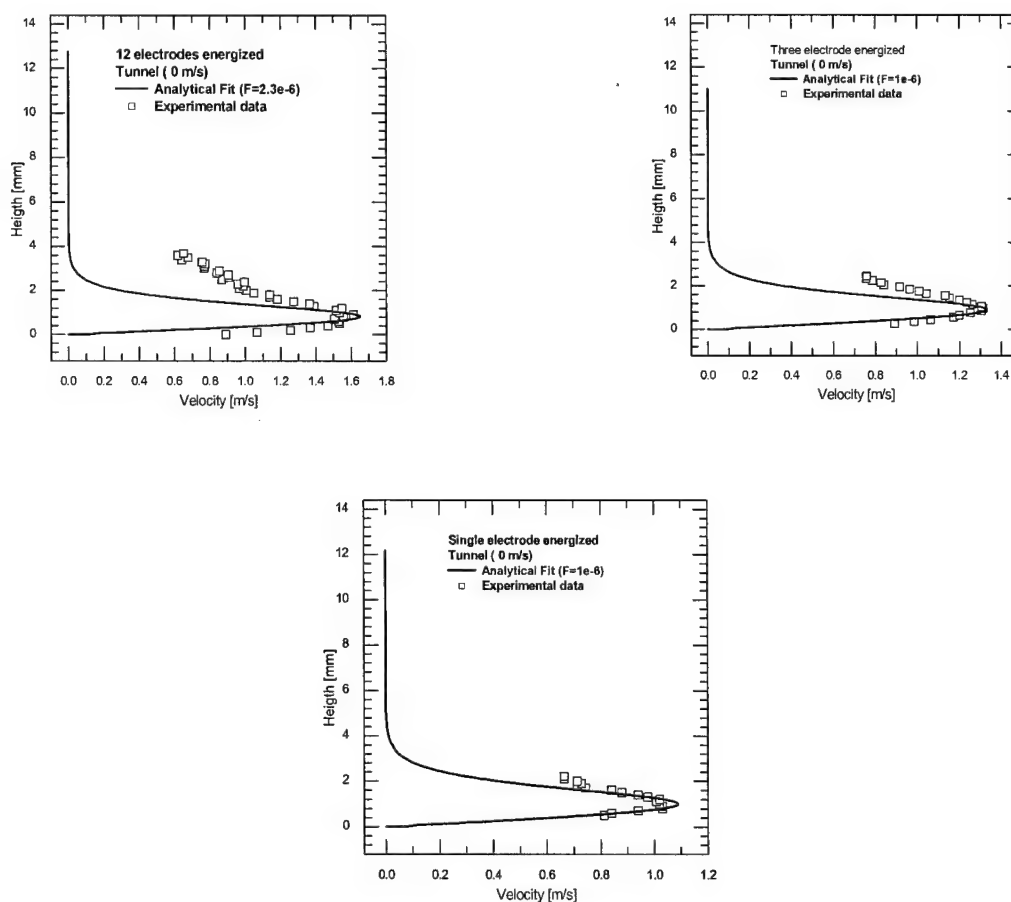 12 electrodes energized
Tunnel ( 0 m/s)
Analytical Fit (F=2.3e-6)
Experimental data
Heigth [mm]
14
12
10
8
6
4
2
0
0.0 0.2 0.4 0.6 0.8 1.0 1.2 1.4 1.6 1.8
Velocity [m/s]
Three electrode energized
Tunnel ( 0 m/s)
Analytical Fit (F=1e-6)
Experimental data
Heigth [mm]
14
12
10
8
6
4
2
0
0.0 0.2 0.4 0.6 0.8 1.0 1.2 1.4
Velocity [m/s]
Single electrode energized
Tunnel ( 0 m/s)
Analytical Fit (F=1e-6)
Experimental data
Heigth [mm]
14
12
10
8
6
4
2
0
0.0 0.2 0.4 0.6 0.8 1.0 1.2
Velocity [m/s]